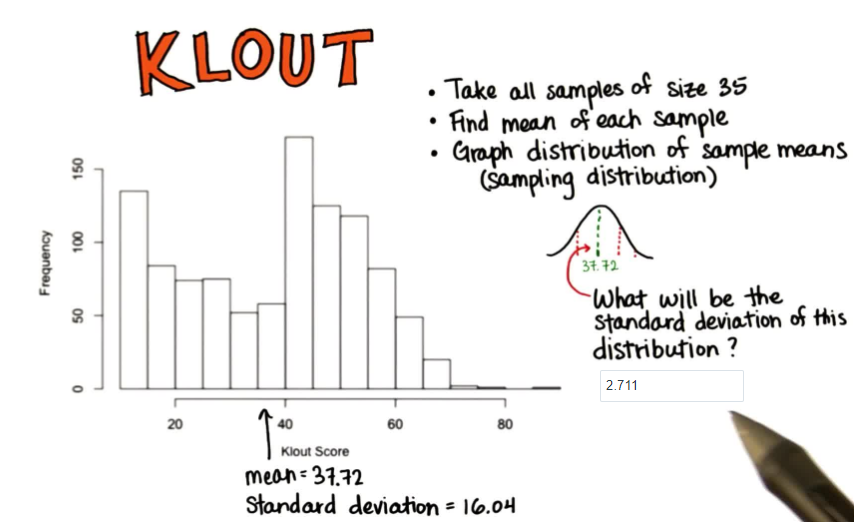 KLOUT
• Take all samples of size 35
• Find mean of each sample
• Graph distribution of sample means
(sampling distribution)
37.72
What will be the
standard deviation of this
distribution?
2.711
Frequency
150
100
50
0
20 40 60 80
Klout Score
mean = 37.72
Standard deviation = 16.04